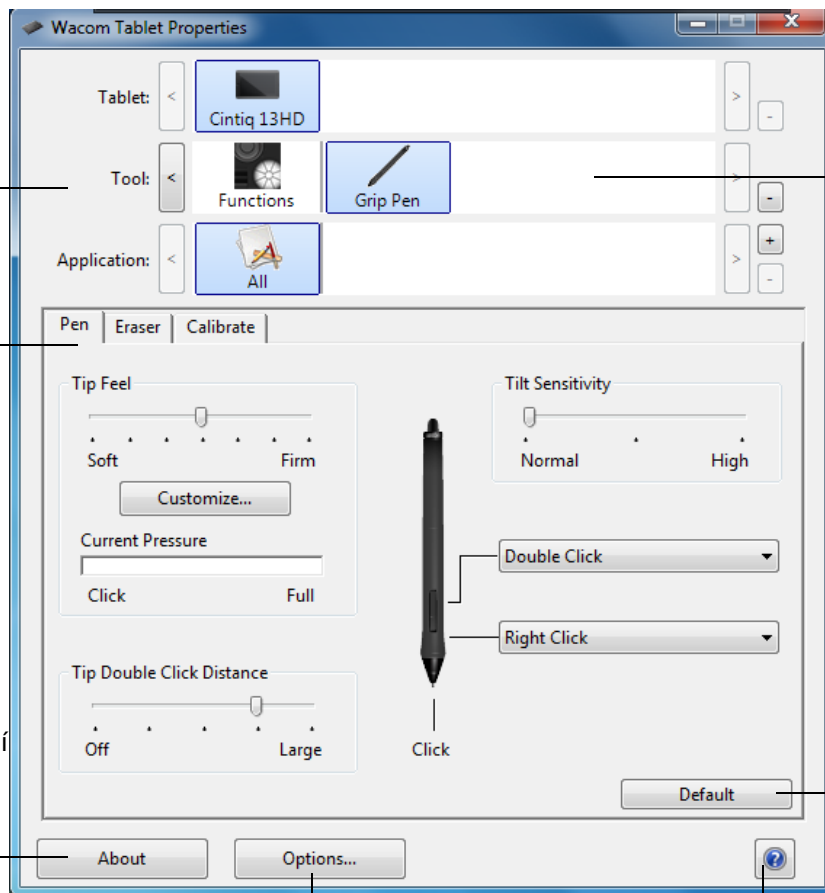 Wacom Tablet Properties
Tablet: < Cintiq 13HD > -
Tool: < Functions Grip Pen > -
Application: < All > + -
Pen Eraser Calibrate
Tip Feel
Soft Firm
Customize...
Current Pressure
Click Full
Tip Double Click Distance
Off Large
Tilt Sensitivity
Normal High
Double Click
Right Click
Click
Default
í
About Options... ?